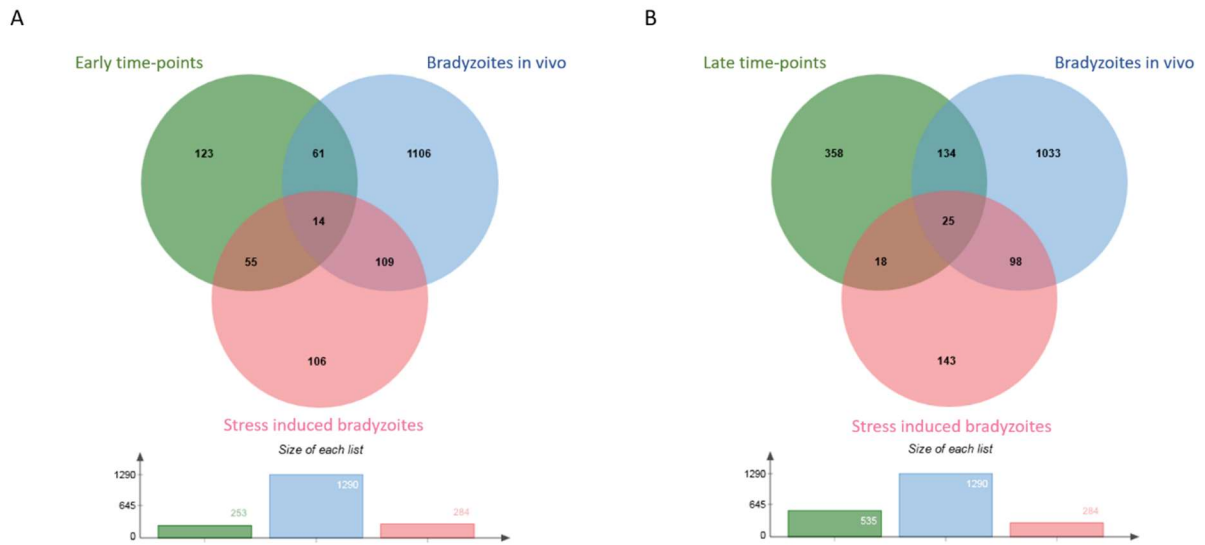 A
Early time-points
Bradyzoites in vivo
123
61
1106
14
55
109
106
Stress induced bradyzoites
Size of each list
1290
645
0
253
1290
284
B
Late time-points
Bradyzoites in vivo
358
134
1033
25
18
98
143
Stress induced bradyzoites
Size of each list
1290
645
0
535
1290
284